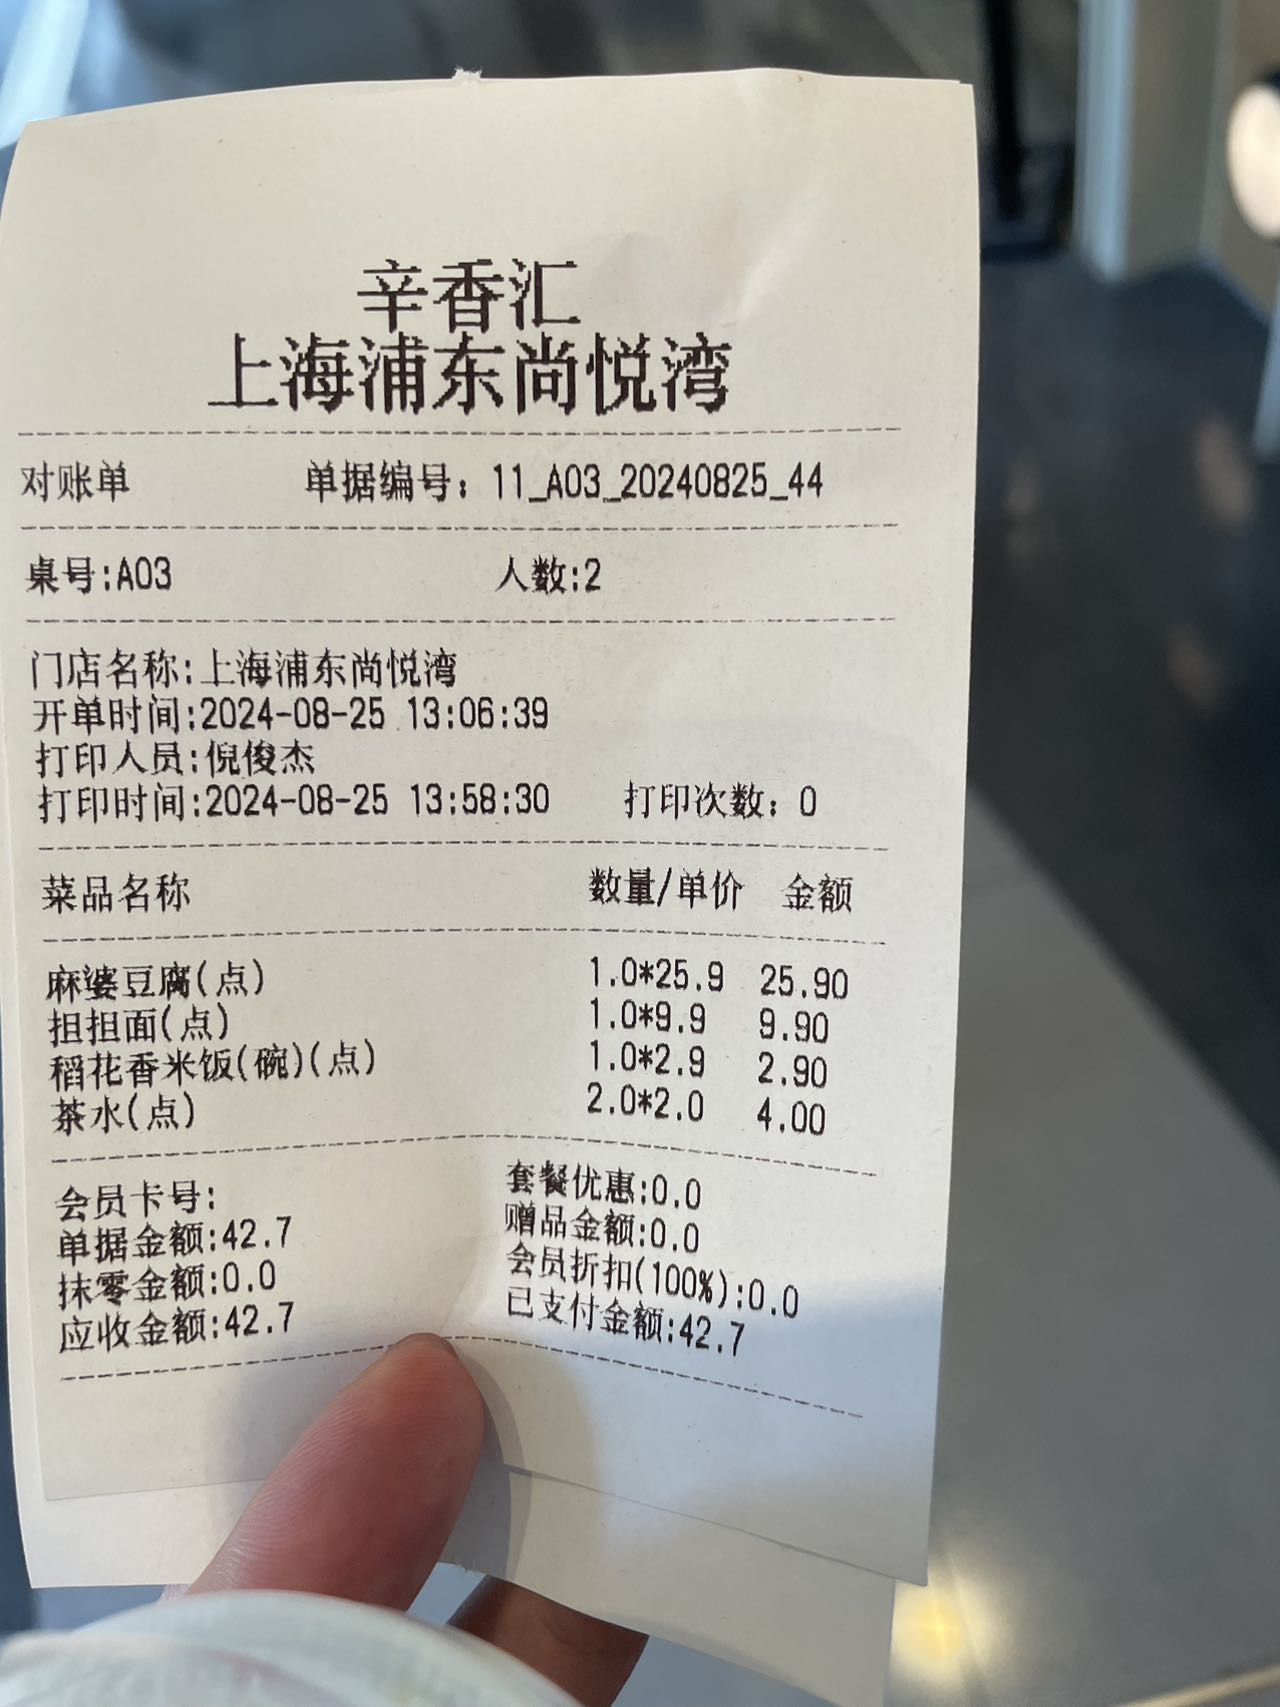 辛香汇
上海浦东尚悦湾
对账单 单据编号：11_A03_20240825_44
桌号:A03 人数:2
门店名称:上海浦东尚悦湾
开单时间:2024-08-25 13:06:39
打印人员:倪俊杰
打印时间:2024-08-25 13:58:30 打印次数：0
菜品名称 数量/单价 金额
麻婆豆腐(点) 1.0*25.9 25.90
担担面(点) 1.0*9.9 9.90
稻花香米饭(碗)(点) 1.0*2.9 2.90
茶水(点) 2.0*2.0 4.00
会员卡号: 套餐优惠:0.0
单据金额:42.7 赠品金额:0.0
抹零金额:0.0 会员折扣(100%):0.0
应收金额:42.7 已支付金额:42.7